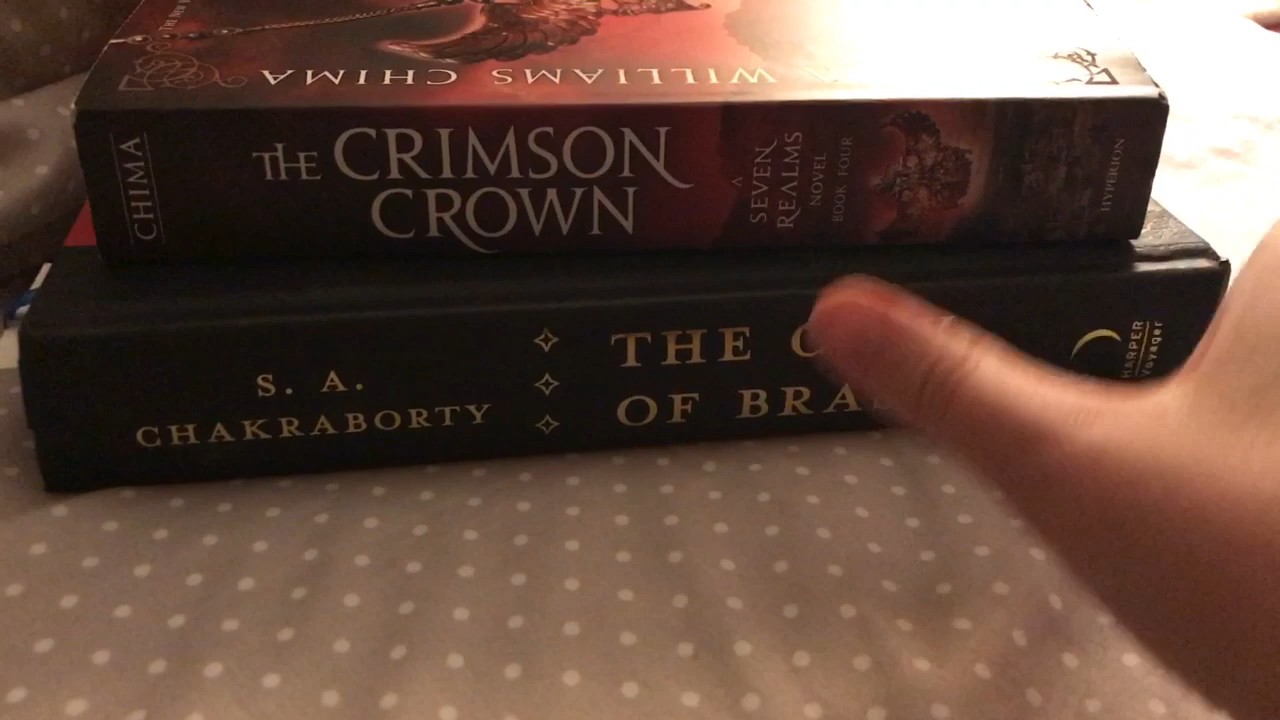 WILLIAMS CHIMA
CHIMA
THE CRIMSON
CROWN
A
SEVEN
REALMS
NOVEL
BOOK FOUR
HYPERION
S. A.
CHAKRABORTY
THE
OF
HARPER
Voyager